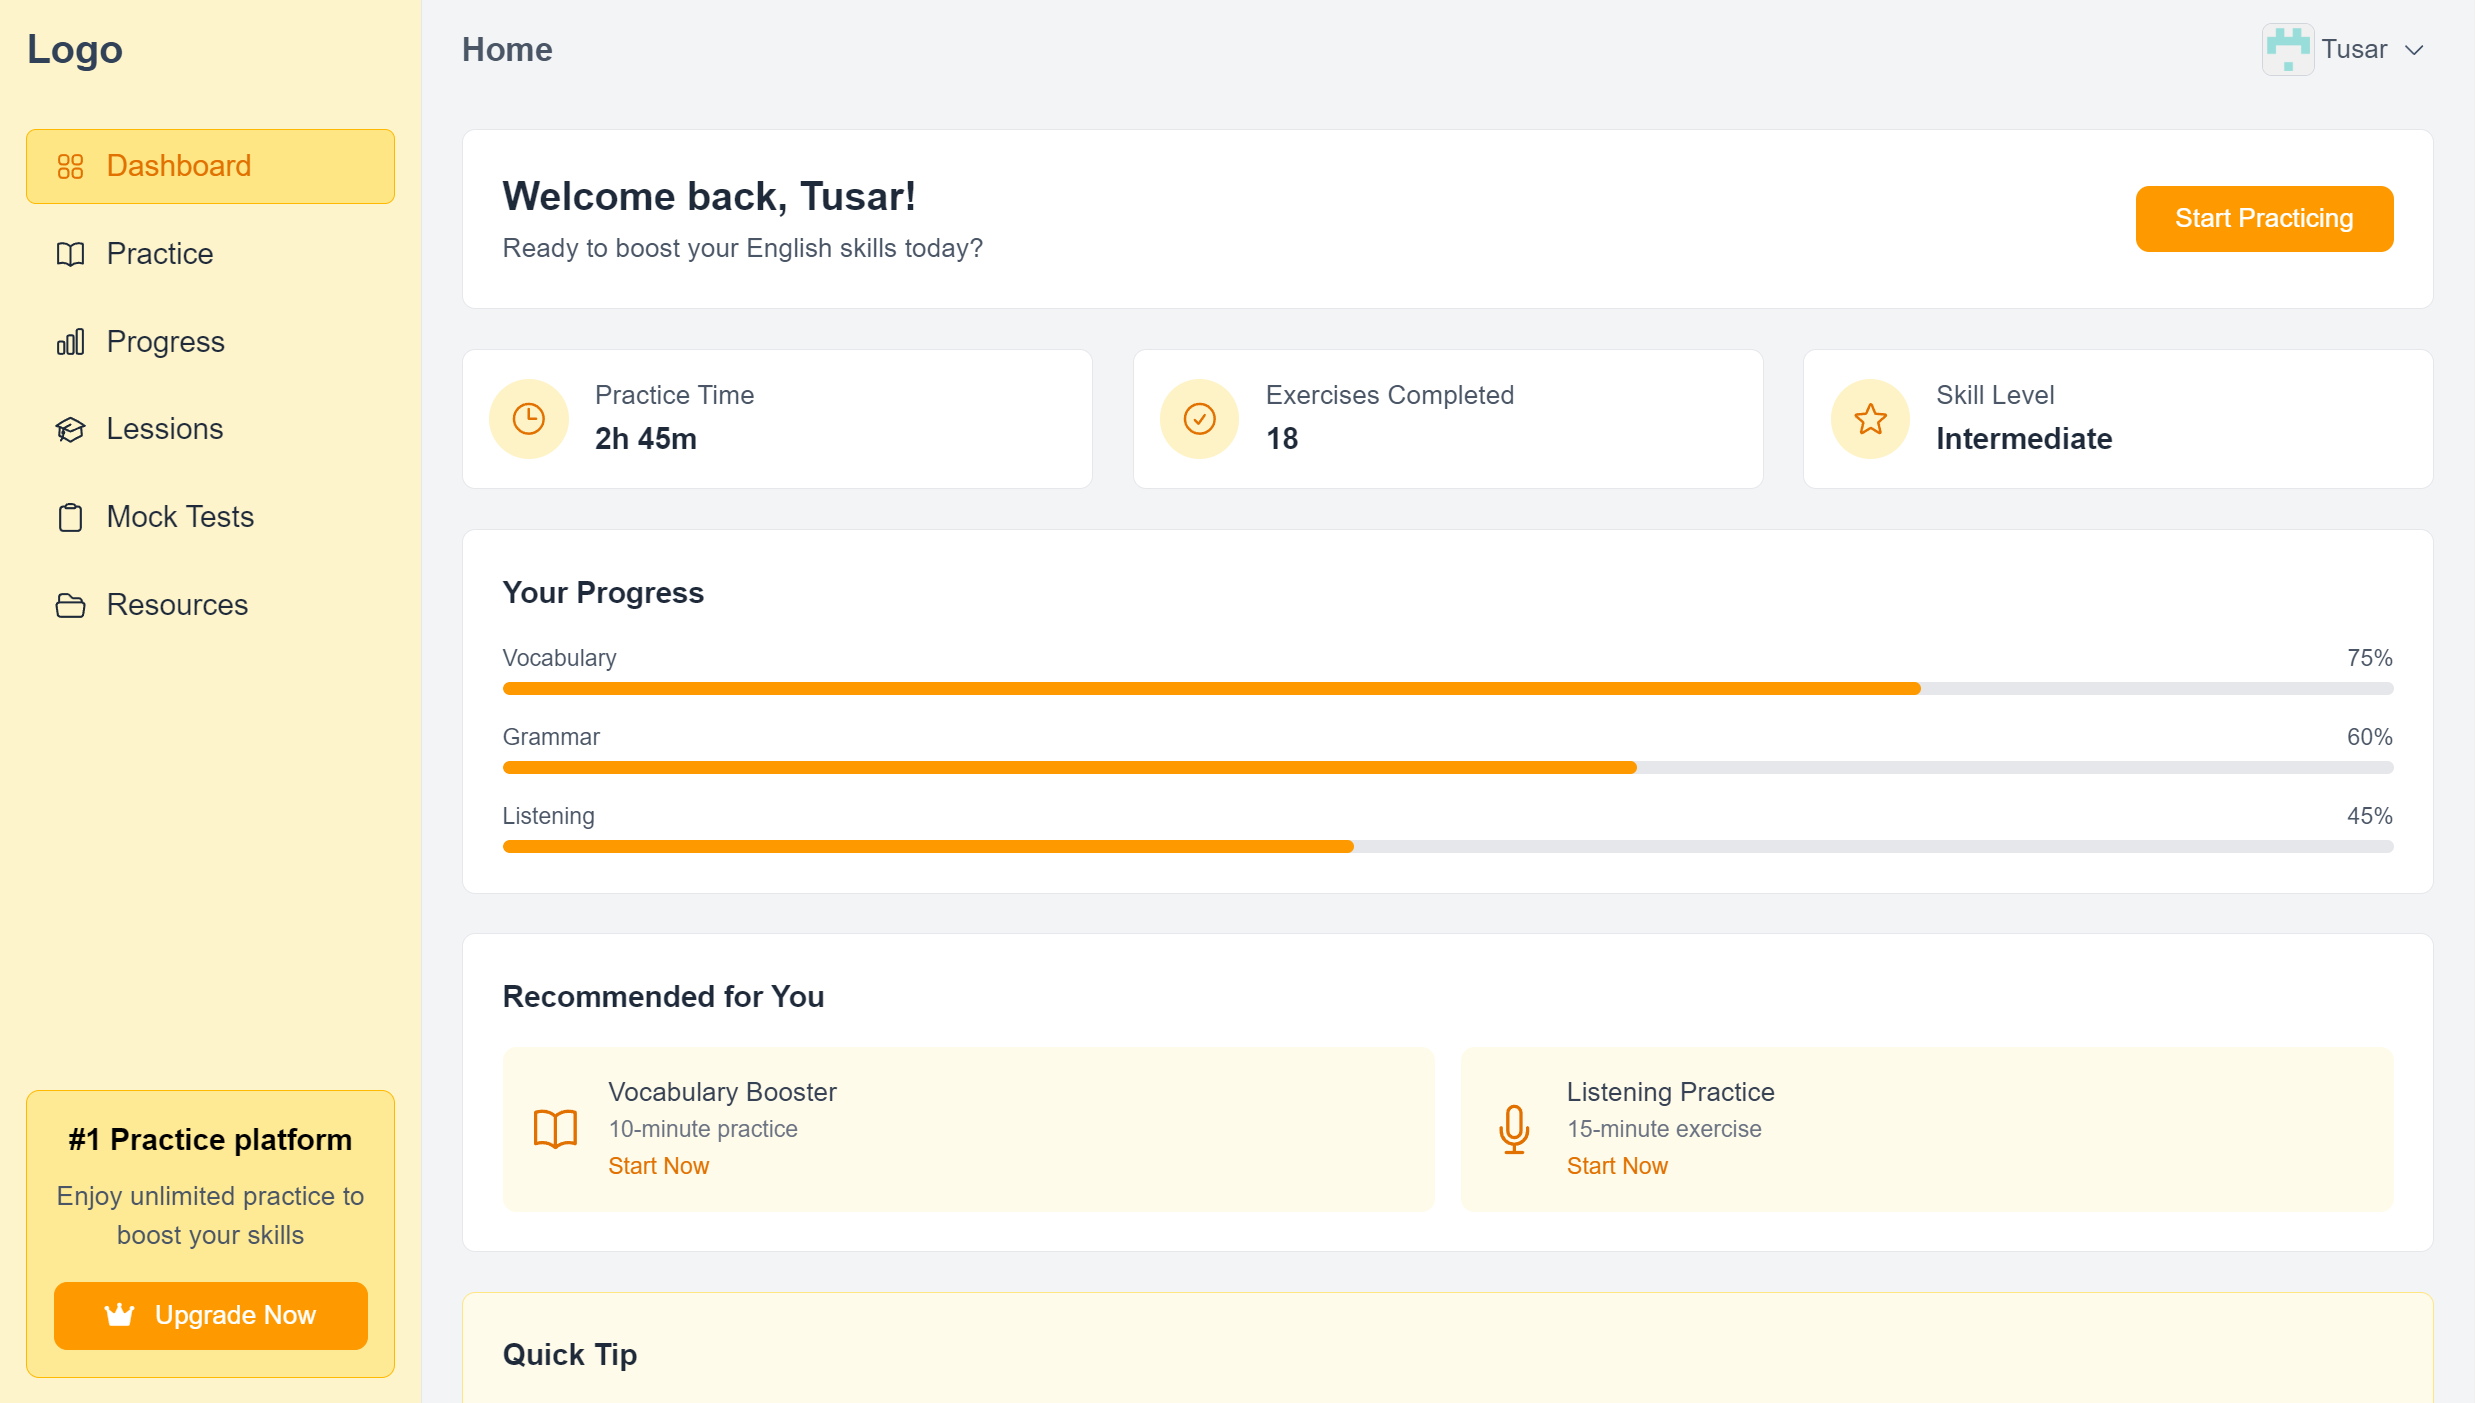 Logo
Dashboard
Practice
Progress
Lessions
Mock Tests
Resources
#1 Practice platform
Enjoy unlimited practice to
boost your skills
Upgrade Now
Home
Tusar
Welcome back, Tusar!
Ready to boost your English skills today?
Start Practicing
Practice Time
2h 45m
Exercises Completed
18
Skill Level
Intermediate
Your Progress
Vocabulary 75%
Grammar 60%
Listening 45%
Recommended for You
Vocabulary Booster
10-minute practice
Start Now
Listening Practice
15-minute exercise
Start Now
Quick Tip